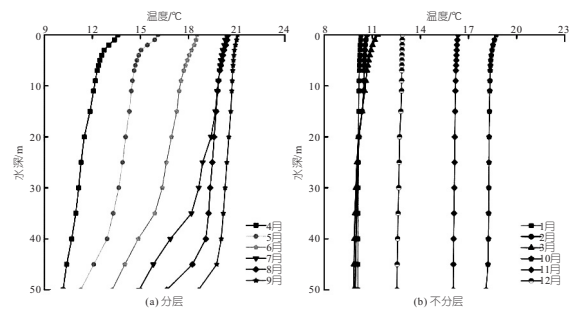 温度/℃
9 12 15 18 21 24
0
10
20
30
40
50
水深/m
4月
5月
6月
7月
8月
9月
(a) 分层
温度/℃
8 11 14 17 20 23
0
10
20
30
40
50
水深/m
1月
2月
3月
10月
11月
12月
(b) 不分层